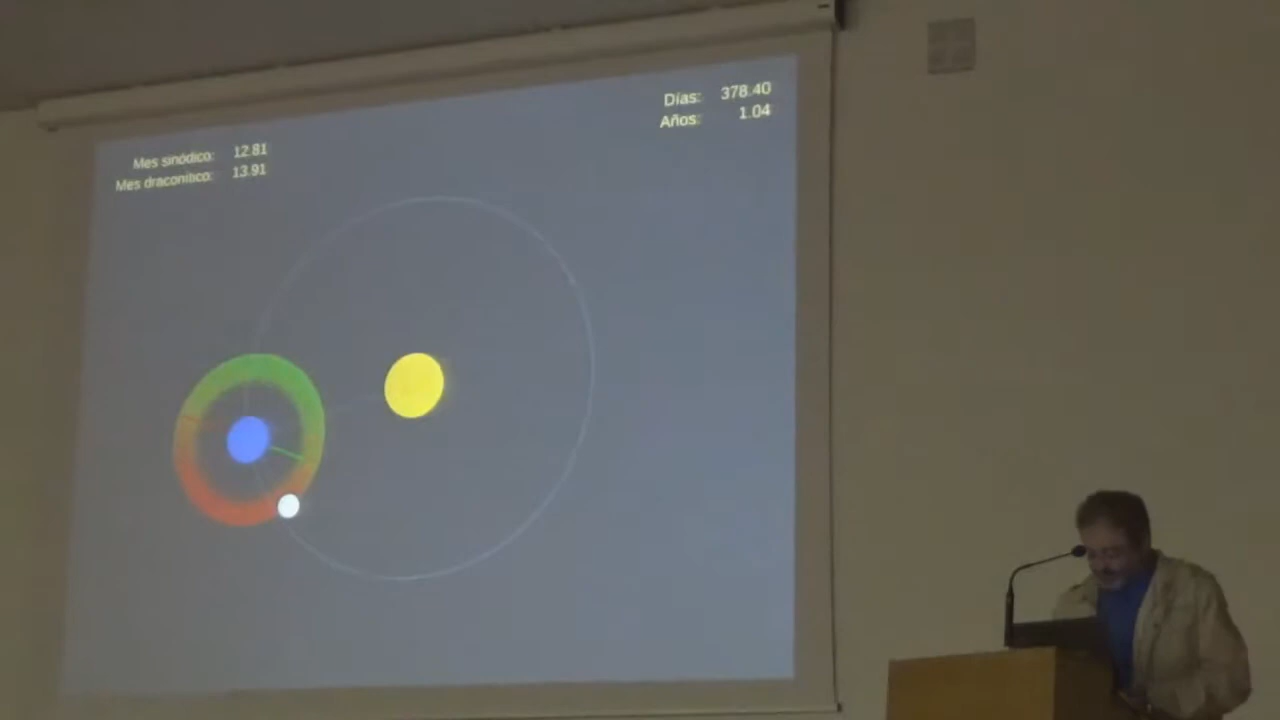 Mes sinódico: 12.81
Mes draconítico: 13.91
Días: 378.40
Años: 1.04